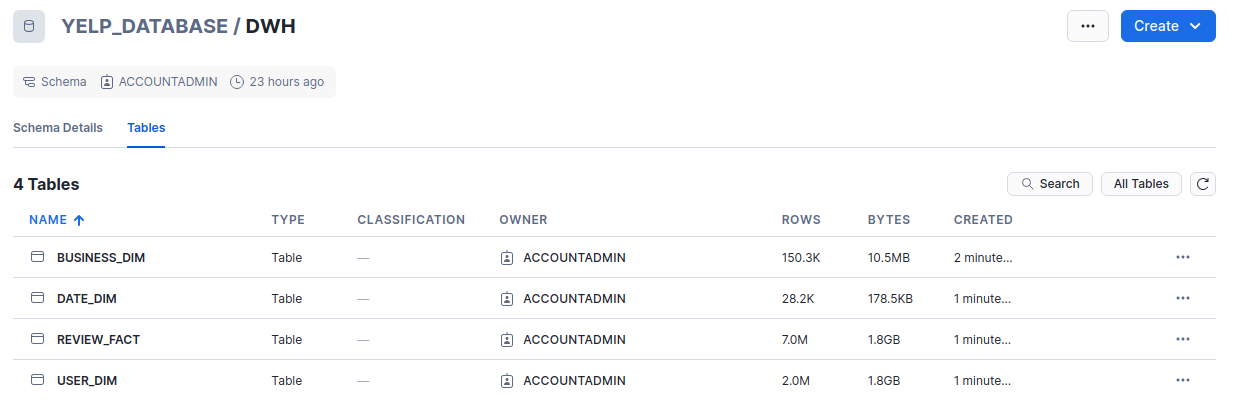 YELP_DATABASE / DWH
Create
Schema ACCOUNTADMIN 23 hours ago
Schema Details Tables
4 Tables
Search All Tables
NAME TYPE CLASSIFICATION OWNER ROWS BYTES CREATED
BUSINESS_DIM Table — ACCOUNTADMIN 150.3K 10.5MB 2 minute...
DATE_DIM Table — ACCOUNTADMIN 28.2K 178.5KB 1 minute...
REVIEW_FACT Table — ACCOUNTADMIN 7.0M 1.8GB 1 minute...
USER_DIM Table — ACCOUNTADMIN 2.0M 1.8GB 1 minute...